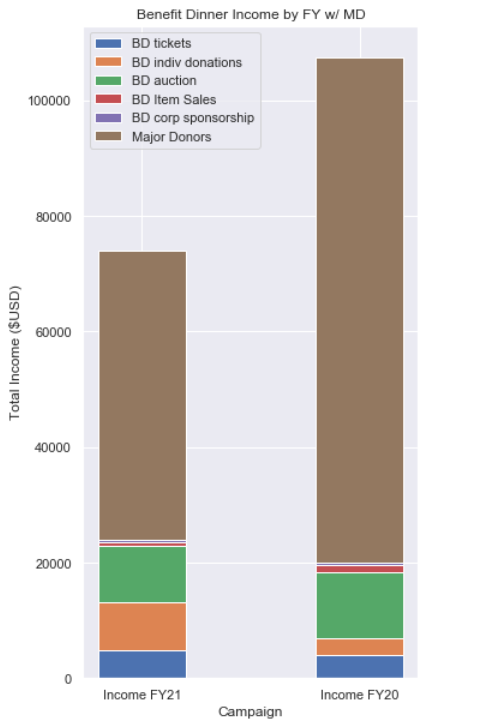 Benefit Dinner Income by FY w/ MD
BD tickets
BD indiv donations
BD auction
BD Item Sales
BD corp sponsorship
Major Donors
100000
80000
60000
40000
20000
0
Total Income ($USD)
Income FY21
Income FY20
Campaign